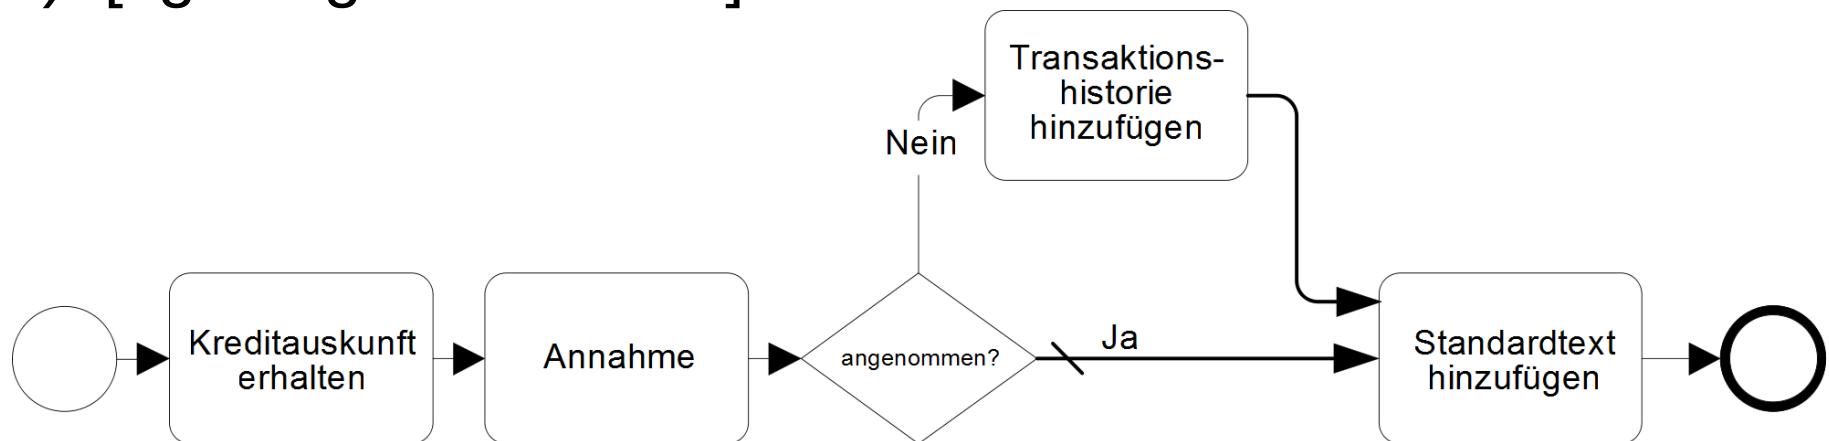 Transaktions-
historie
hinzufügen
Nein
Kreditauskunft
erhalten
Annahme
angenommen?
Ja
Standardtext
hinzufügen